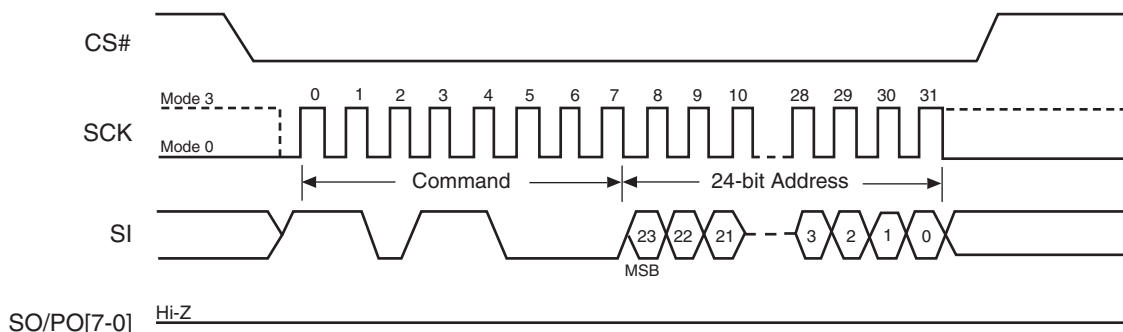 CS#
Mode 3
0 1 2 3 4 5 6 7 8 9 10 28 29 30 31
SCK
Mode 0
Command 24-bit Address
SI
23 22 21 3 2 1 0
MSB
Hi-Z
SO/PO[7-0]